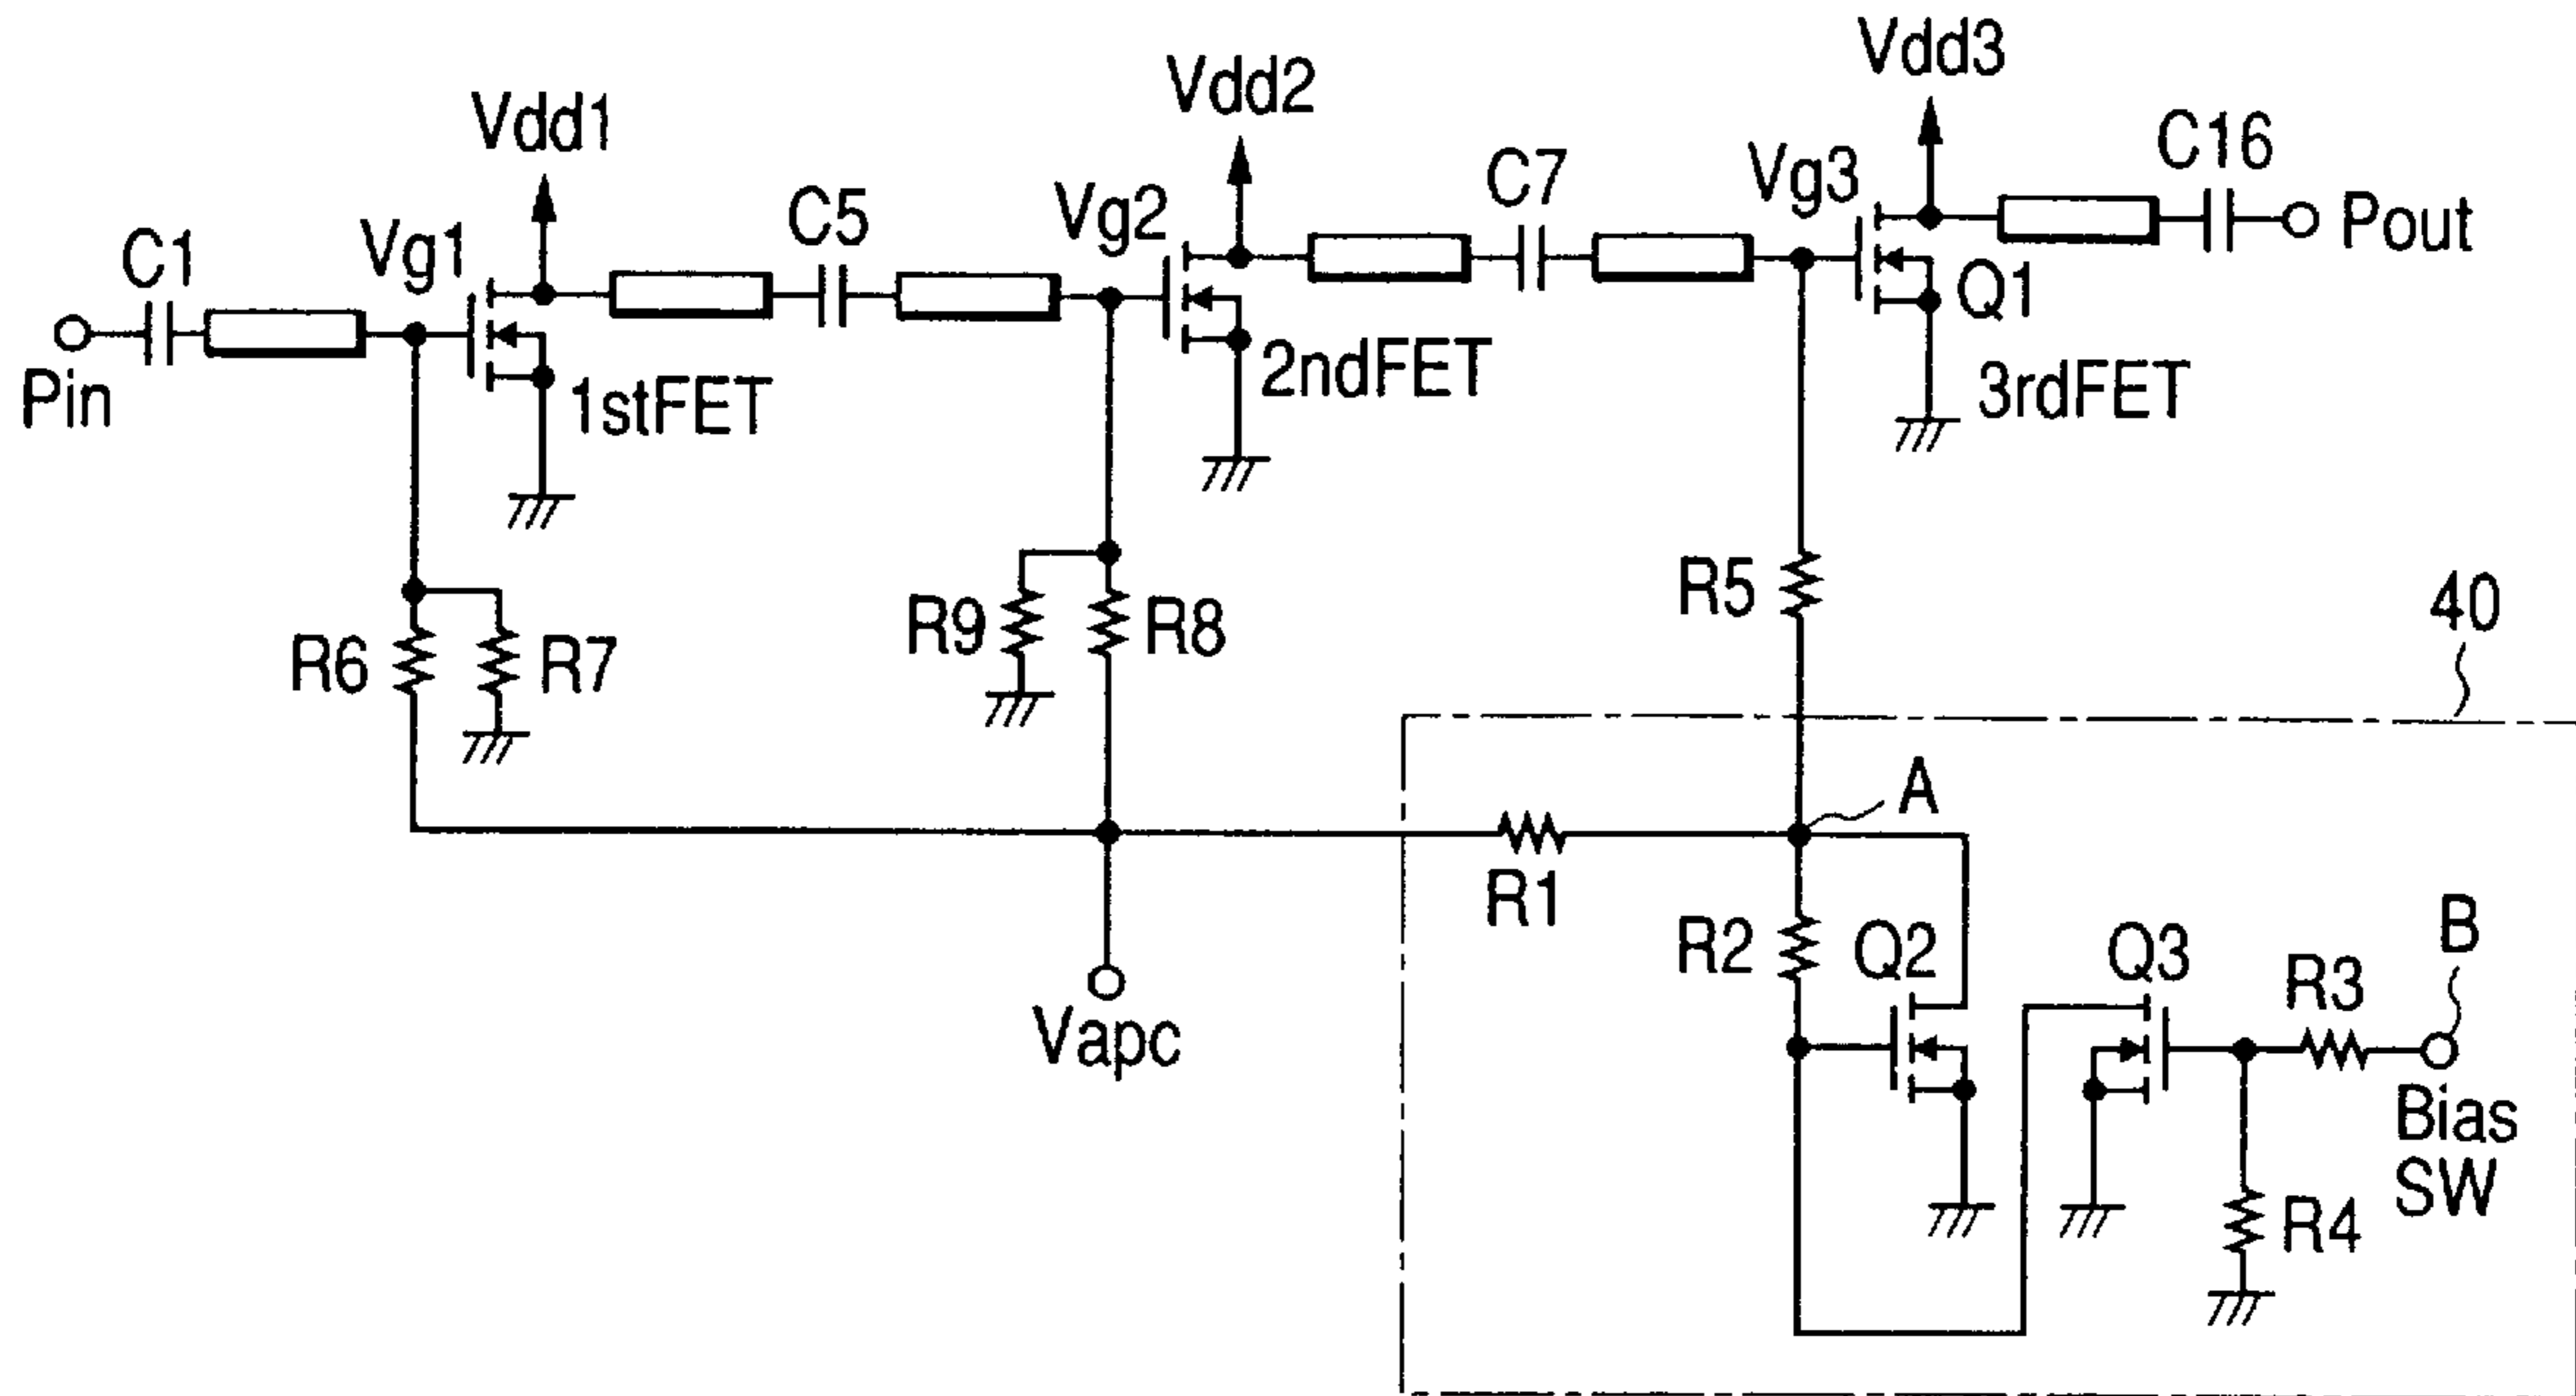 Vdd3
Vdd2
Vdd1
C16
C7
Vg3
C5
Vg2
Pout
C1
Vg1
Q1
Pin
1stFET
2ndFET
3rdFET
R5
40
R9
R8
R6
R7
A
R1
R2
Q2
Q3
R3
B
Vapc
Bias
SW
R4